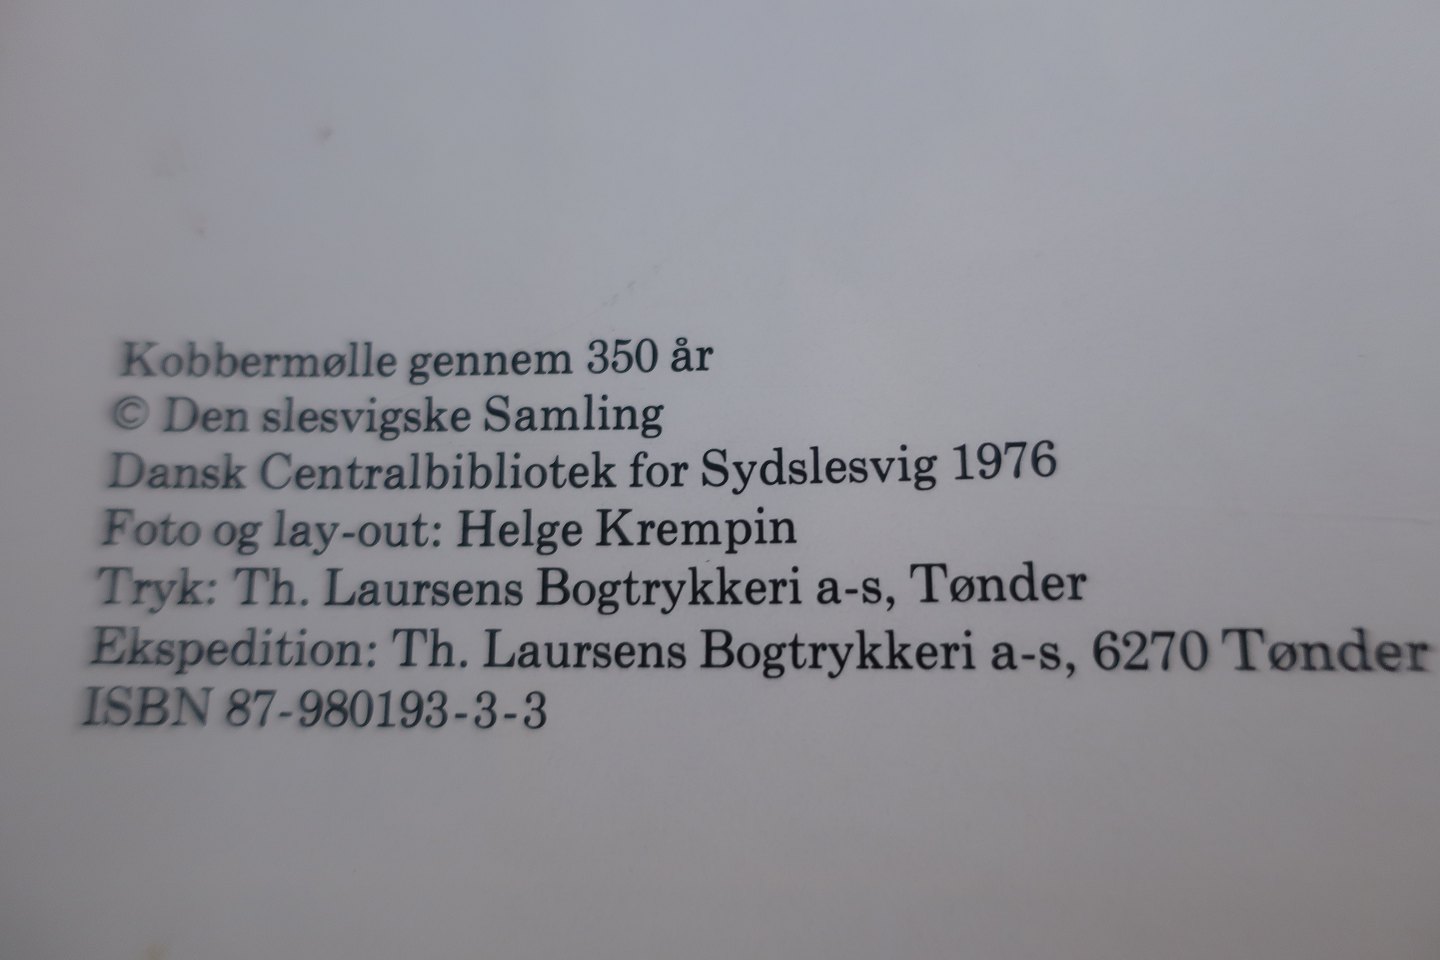 Kobbermølle gennem 350 år
© Den slesvigske Samling
Dansk Centralbibliotek for Sydslesvig 1976
Foto og lay-out: Helge Krempin
Tryk: Th. Laursens Bogtrykkeri a-s, Tønder
Ekspedition: Th. Laursens Bogtrykkeri a-s, 6270 Tønder
ISBN 87-980193-3-3